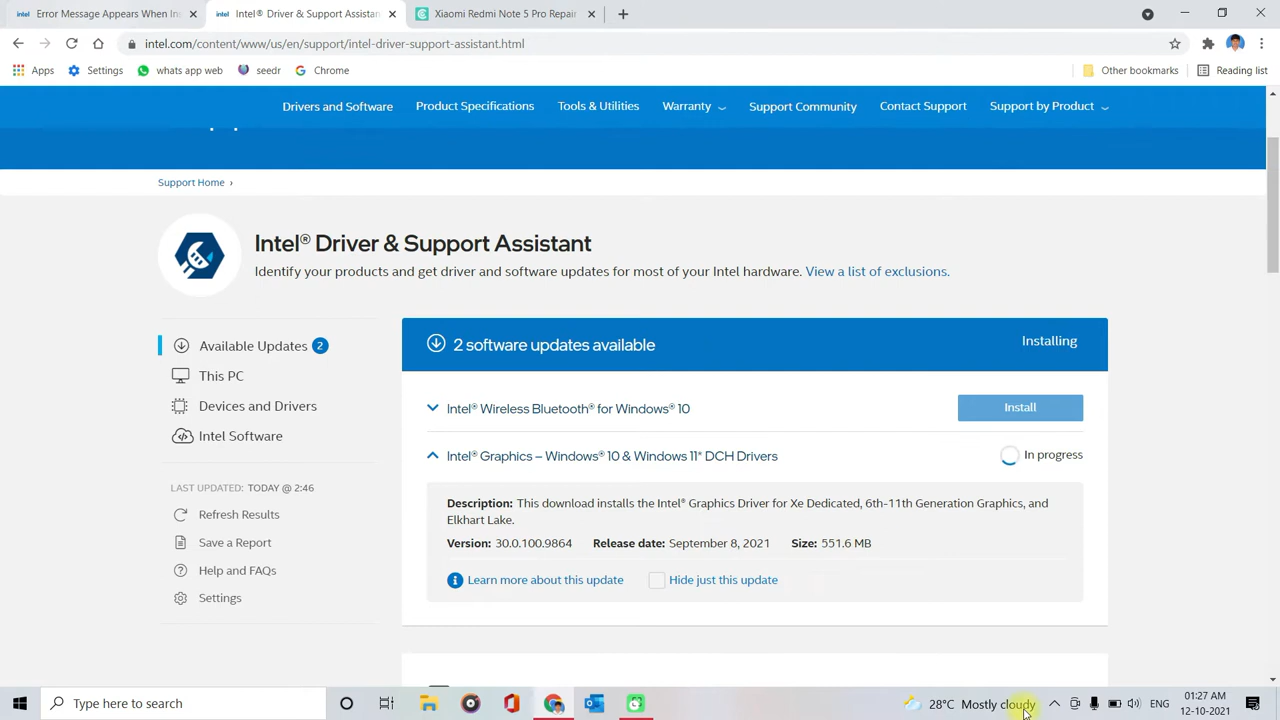 Error Message Appears When In
Intel® Driver & Support Assistan
Xiaomi Redmi Note 5 Pro Repair
intel.com/content/www/us/en/support/intel-driver-support-assistant.html
Apps
Settings
whats app web
seedr
Chrome
Other bookmarks
Reading list
Drivers and Software
Product Specifications
Tools & Utilities
Warranty
Support Community
Contact Support
Support by Product
Support Home ›
Intel® Driver & Support Assistant
Identify your products and get driver and software updates for most of your Intel hardware. View a list of exclusions.
Available Updates 2
This PC
Devices and Drivers
Intel Software
LAST UPDATED: TODAY @ 2:46
Refresh Results
Save a Report
Help and FAQs
Settings
2 software updates available
Installing
Intel® Wireless Bluetooth® for Windows® 10
Install
Intel® Graphics – Windows® 10 & Windows 11* DCH Drivers
In progress
Description: This download installs the Intel® Graphics Driver for Xe Dedicated, 6th-11th Generation Graphics, and
Elkhart Lake.
Version: 30.0.100.9864 Release date: September 8, 2021 Size: 551.6 MB
Learn more about this update
Hide just this update
Type here to search
28°C Mostly cloudy
ENG
01:27 AM
12-10-2021